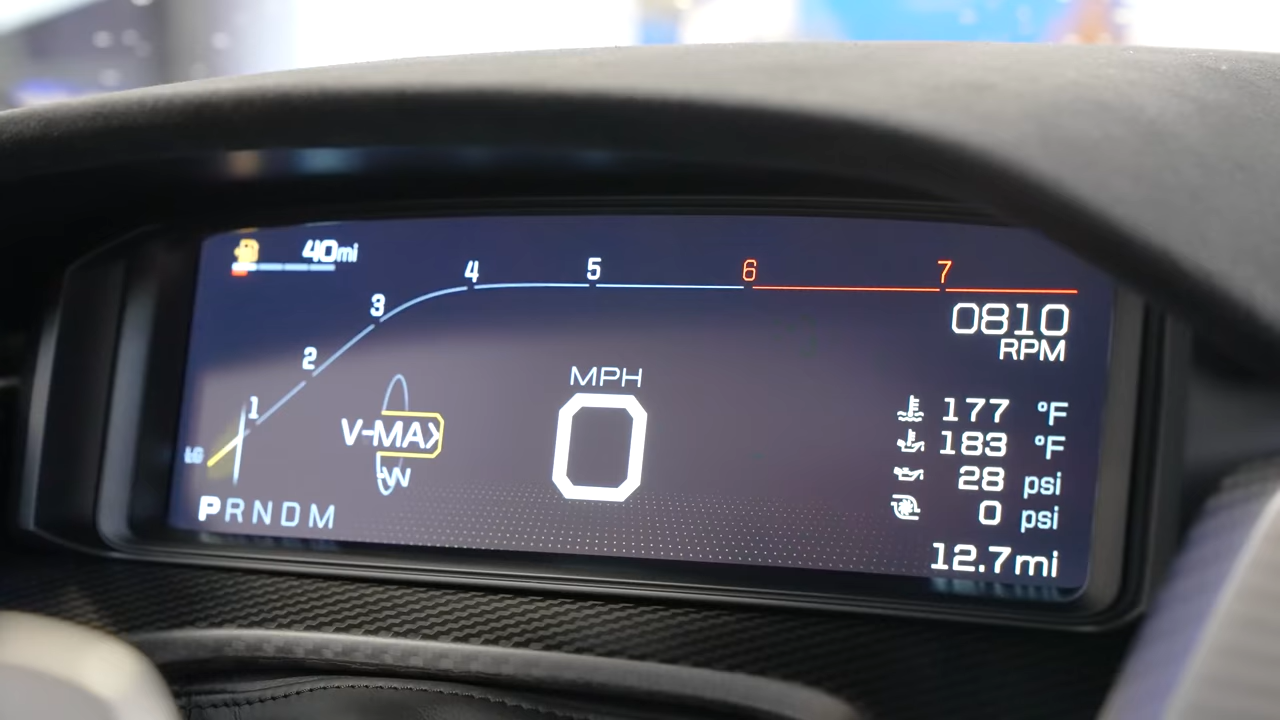 40mi
1 2 3 4 5 6 7
0810
RPM
MPH
0
V-MAX
W
177 °F
183 °F
28 psi
0 psi
PRNDM
12.7mi